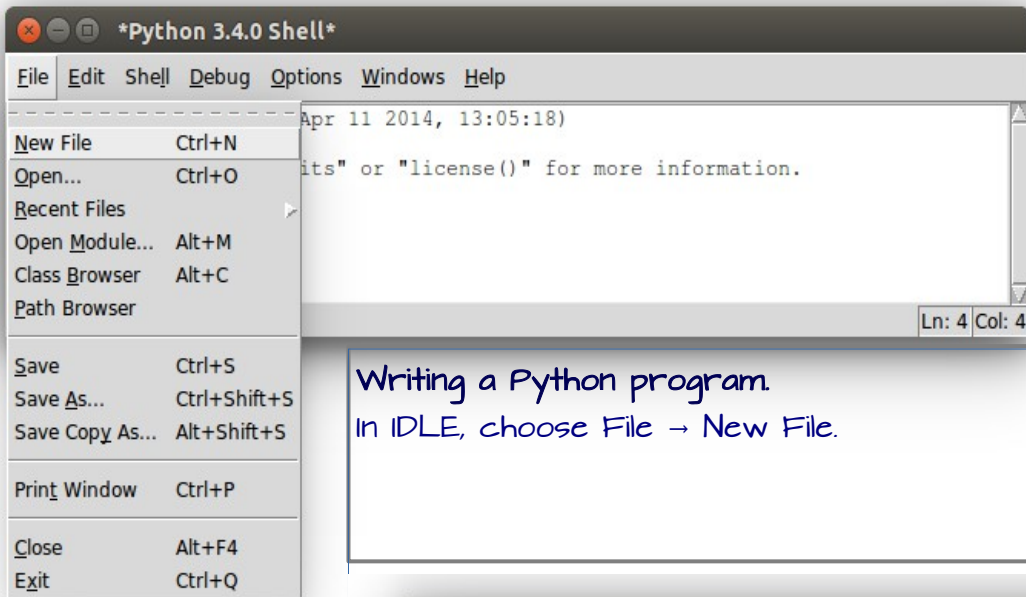 *Python 3.4.0 Shell*
File Edit Shell Debug Options Windows Help
Apr 11 2014, 13:05:18)
New File Ctrl+N
its" or "license()" for more information.
Open... Ctrl+O
Recent Files
Open Module... Alt+M
Class Browser Alt+C
Path Browser
Ln: 4 Col: 4
Save Ctrl+S
Save As... Ctrl+Shift+S
Save Copy As... Alt+Shift+S
Print Window Ctrl+P
Close Alt+F4
Exit Ctrl+Q
Writing a Python program.
In IDLE, choose File → New File.